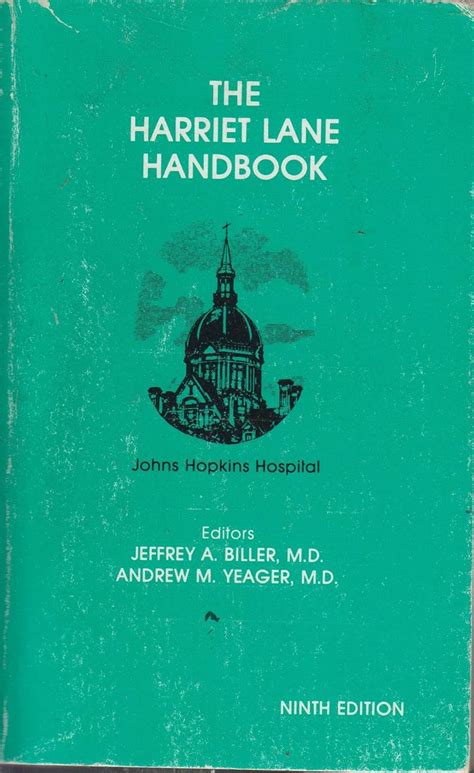 THE
HARRIET LANE
HANDBOOK
Johns Hopkins Hospital
Editors
JEFFREY A. BILLER, M.D.
ANDREW M. YEAGER, M.D.
NINTH EDITION